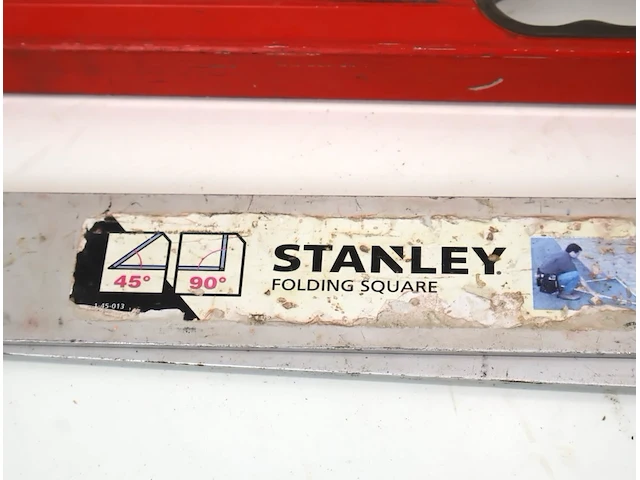 45°
90°
STANLEY
FOLDING SQUARE
1-45-013